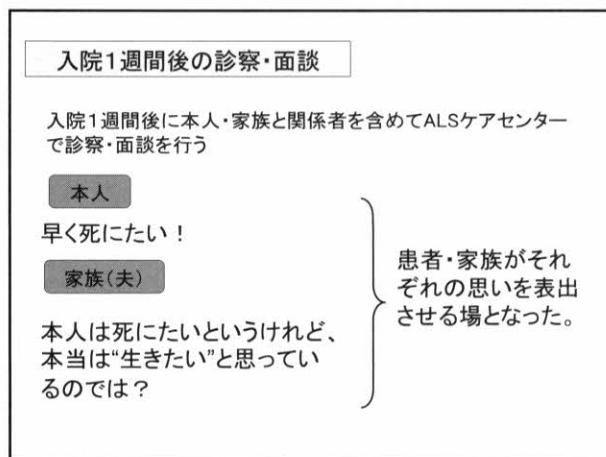 入院1週間後の診察・面談
入院1週間後に本人・家族と関係者を含めてALSケアセンター
で診察・面談を行う
本人
早く死にたい！
家族（夫）
本人は死にたいというけれど、
本当は“生きたい”と思ってい
るのでは？
患者・家族がそれ
ぞれの思いを表出
させる場となった。